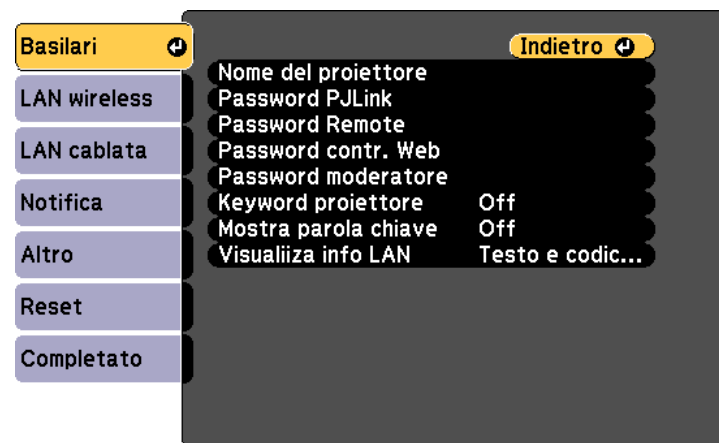 Basilari
Indietro
Nome del proiettore
LAN wireless
Password PJLink
Password Remote
LAN cablata
Password contr. Web
Password moderatore
Notifica
Keyword proiettore Off
Mostra parola chiave Off
Altro
Visualiiza info LAN Testo e codic...
Reset
Completato